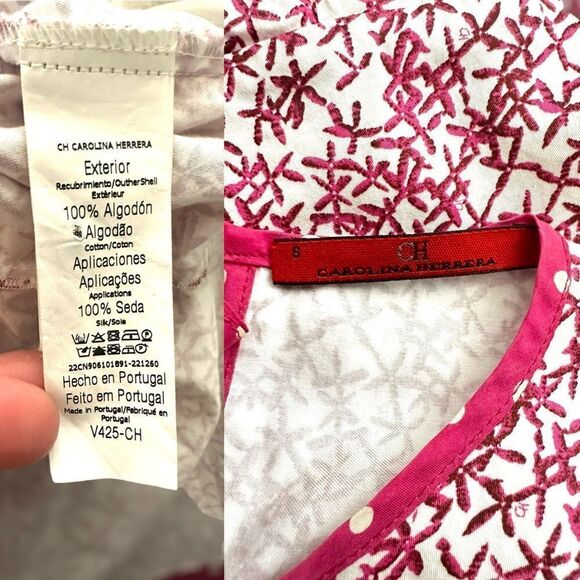 CH CAROLINA HERRERA
Exterior
Recubrimiento/OutherShell
Extérieur
100% Algodón
Algodão
Cotton/Coton
Aplicaciones
Aplicações
Applications
100% Seda
Silk/Soie
22CN906101891-221260
Hecho en Portugal
Feito em Portugal
Made in Portugal/Fabriqué en
Portugal
V425-CH
8
CH
CAROLINA HERRERA